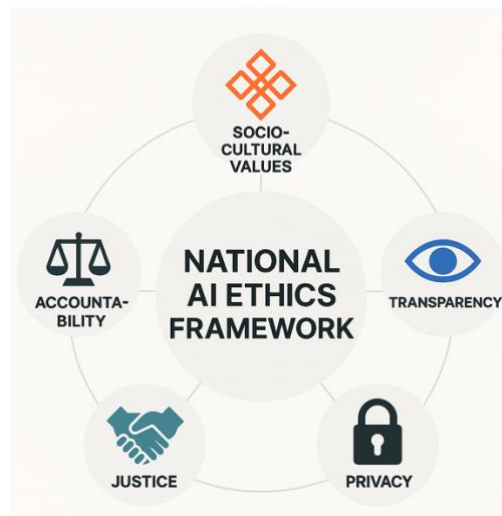 SOCIO-
CULTURAL
VALUES
NATIONAL
AI ETHICS
FRAMEWORK
ACCOUNTA-
BILITY
TRANSPARENCY
JUSTICE
PRIVACY